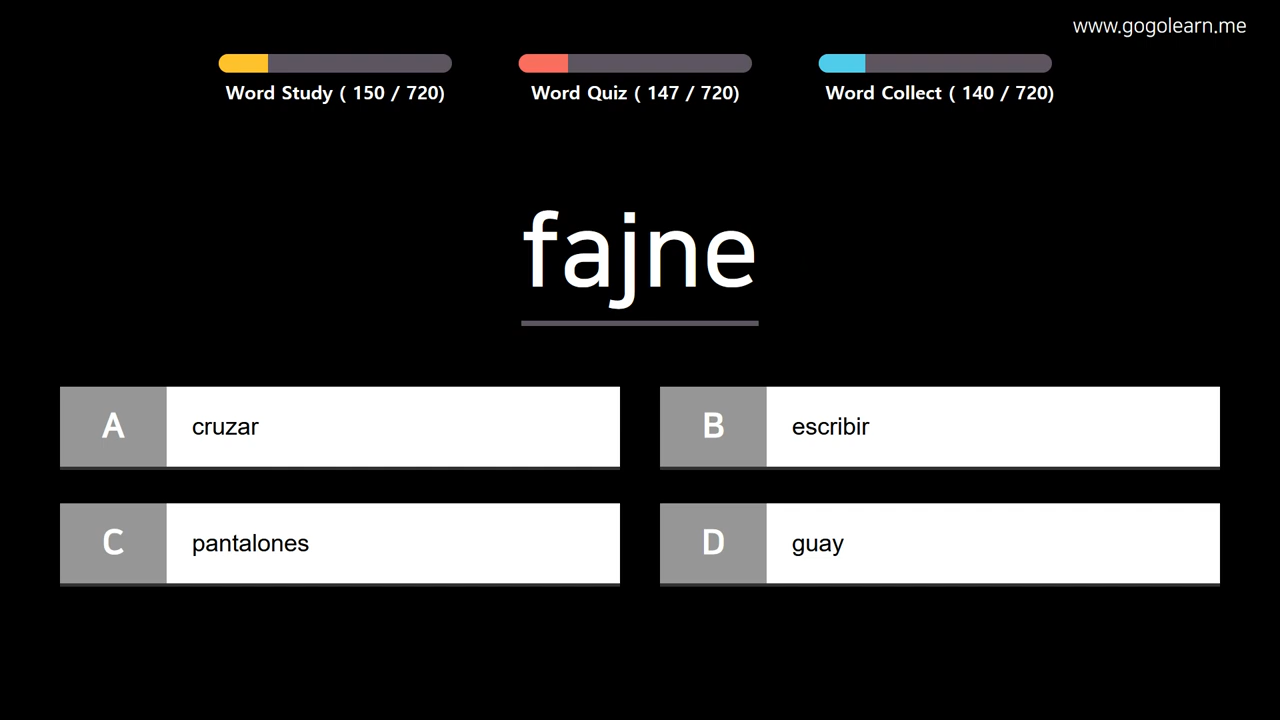 www.gogolearn.me
Word Study ( 150 / 720)
Word Quiz ( 147 / 720)
Word Collect ( 140 / 720)
fajne
A cruzar
B escribir
C pantalones
D guay